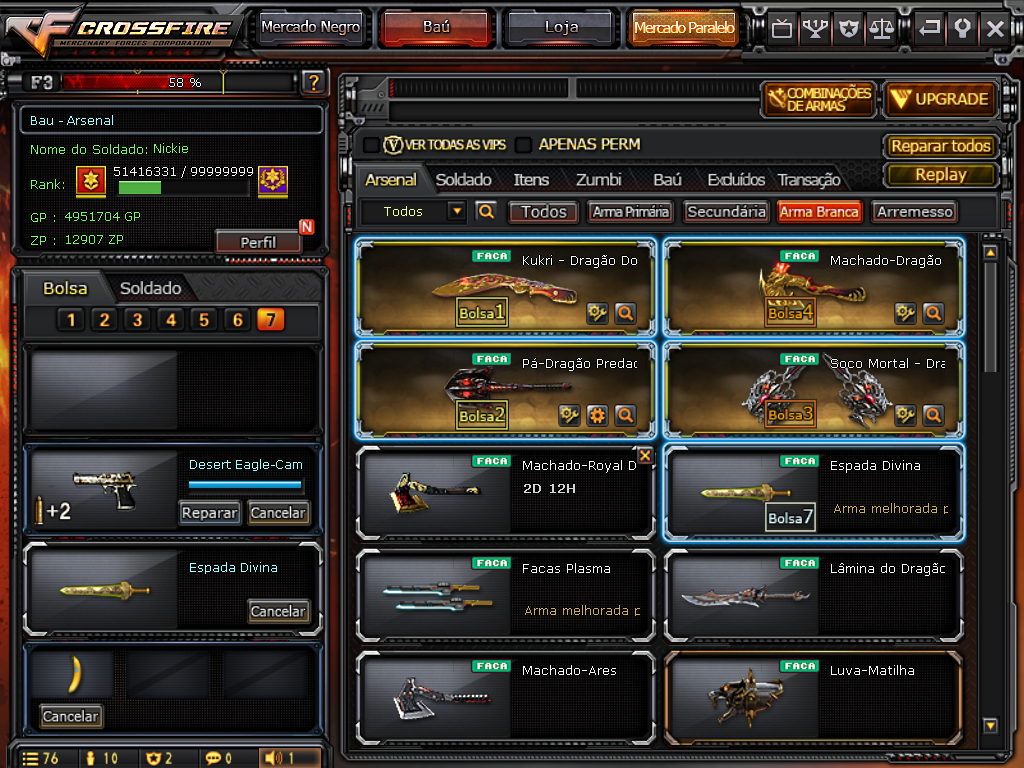 CROSSFIRE
MERCENARY FORCES CORPORATION
Mercado Negro
Baú
Loja
Mercado Paralelo
F3
58 %
?
COMBINAÇÕES
DE ARMAS
UPGRADE
Bau - Arsenal
Nome do Soldado: Nickie
Rank:
51416331 / 99999999
GP : 4951704 GP
ZP : 12907 ZP
N
Perfil
VER TODAS AS VIPS
APENAS PERM
Reparar todos
Replay
Arsenal
Soldado
Itens
Zumbi
Baú
Excluídos
Transação
Todos
Todos
Arma Primária
Secundária
Arma Branca
Arremesso
Bolsa
Soldado
1 2 3 4 5 6 7
Desert Eagle-Cam
+2
Reparar
Cancelar
Espada Divina
Cancelar
Cancelar
76
10
2
0
1
FACA
Kukri - Dragão Do
Bolsa1
FACA
Machado-Dragão
Bolsa4
FACA
Pá-Dragão Predac
Bolsa2
FACA
Soco Mortal - Dra
Bolsa3
FACA
Machado-Royal D
2D 12H
FACA
Espada Divina
Arma melhorada p
Bolsa7
FACA
Facas Plasma
Arma melhorada p
FACA
Lâmina do Dragãc
FACA
Machado-Ares
FACA
Luva-Matilha